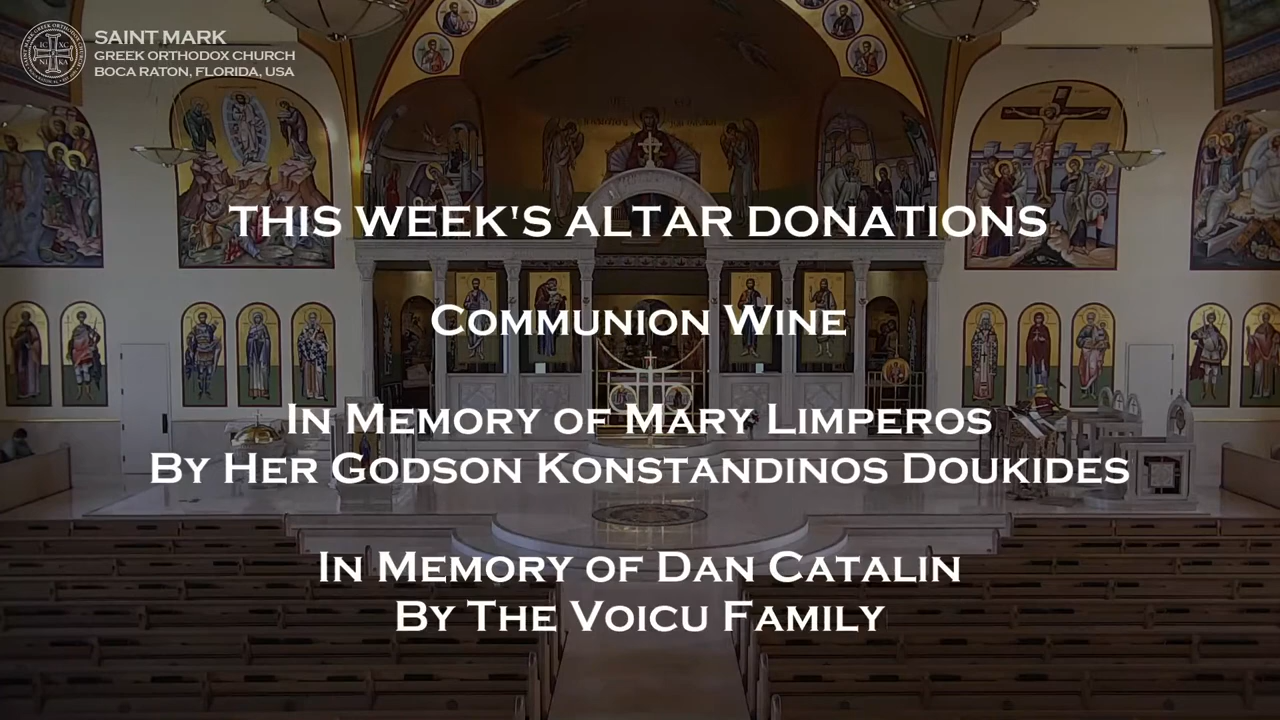 SAINT MARK
GREEK ORTHODOX CHURCH
BOCA RATON, FLORIDA, USA
THIS WEEK'S ALTAR DONATIONS
COMMUNION WINE
IN MEMORY OF MARY LIMPEROS
BY HER GODSON KONSTANDINOS DOUKIDES
IN MEMORY OF DAN CATALIN
BY THE VOICU FAMILY